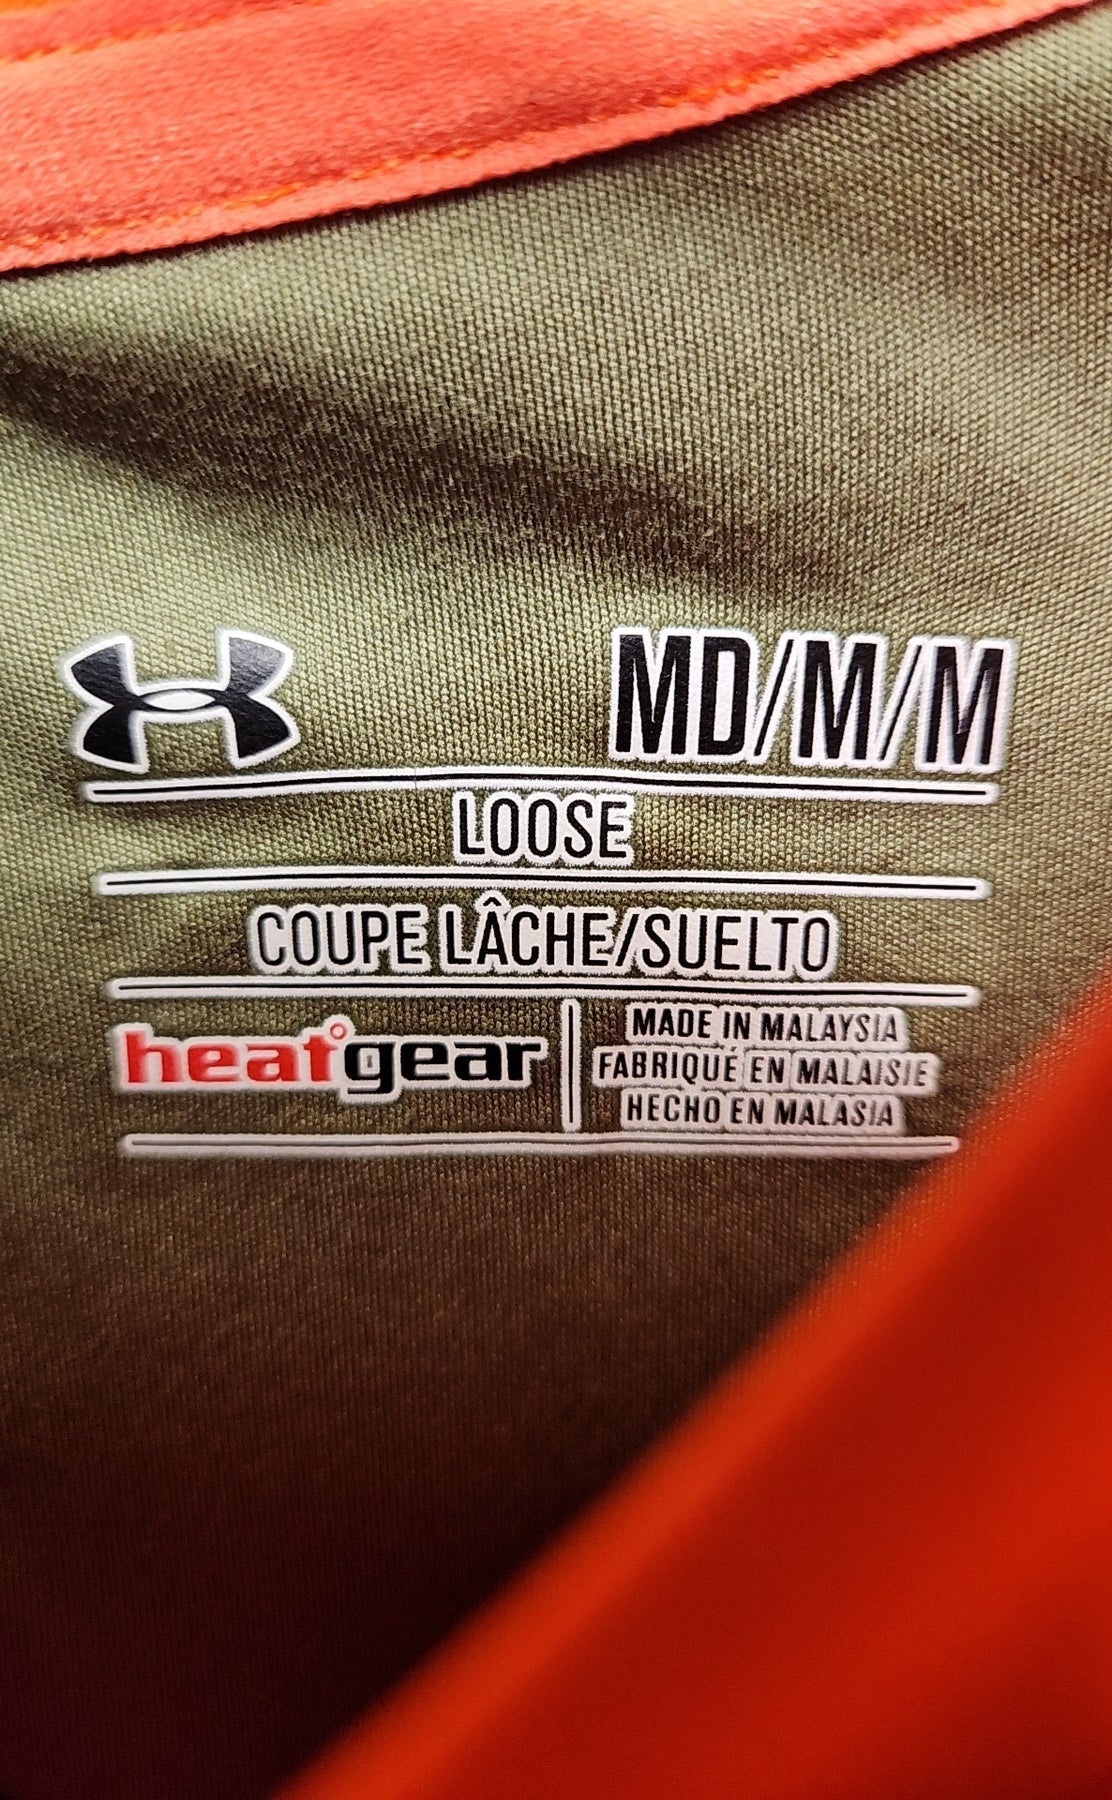 MD/M/M
LOOSE
COUPE LÂCHE/SUELTO
heatgear
MADE IN MALAYSIA
FABRIQUÉ EN MALAISIE
HECHO EN MALASIA